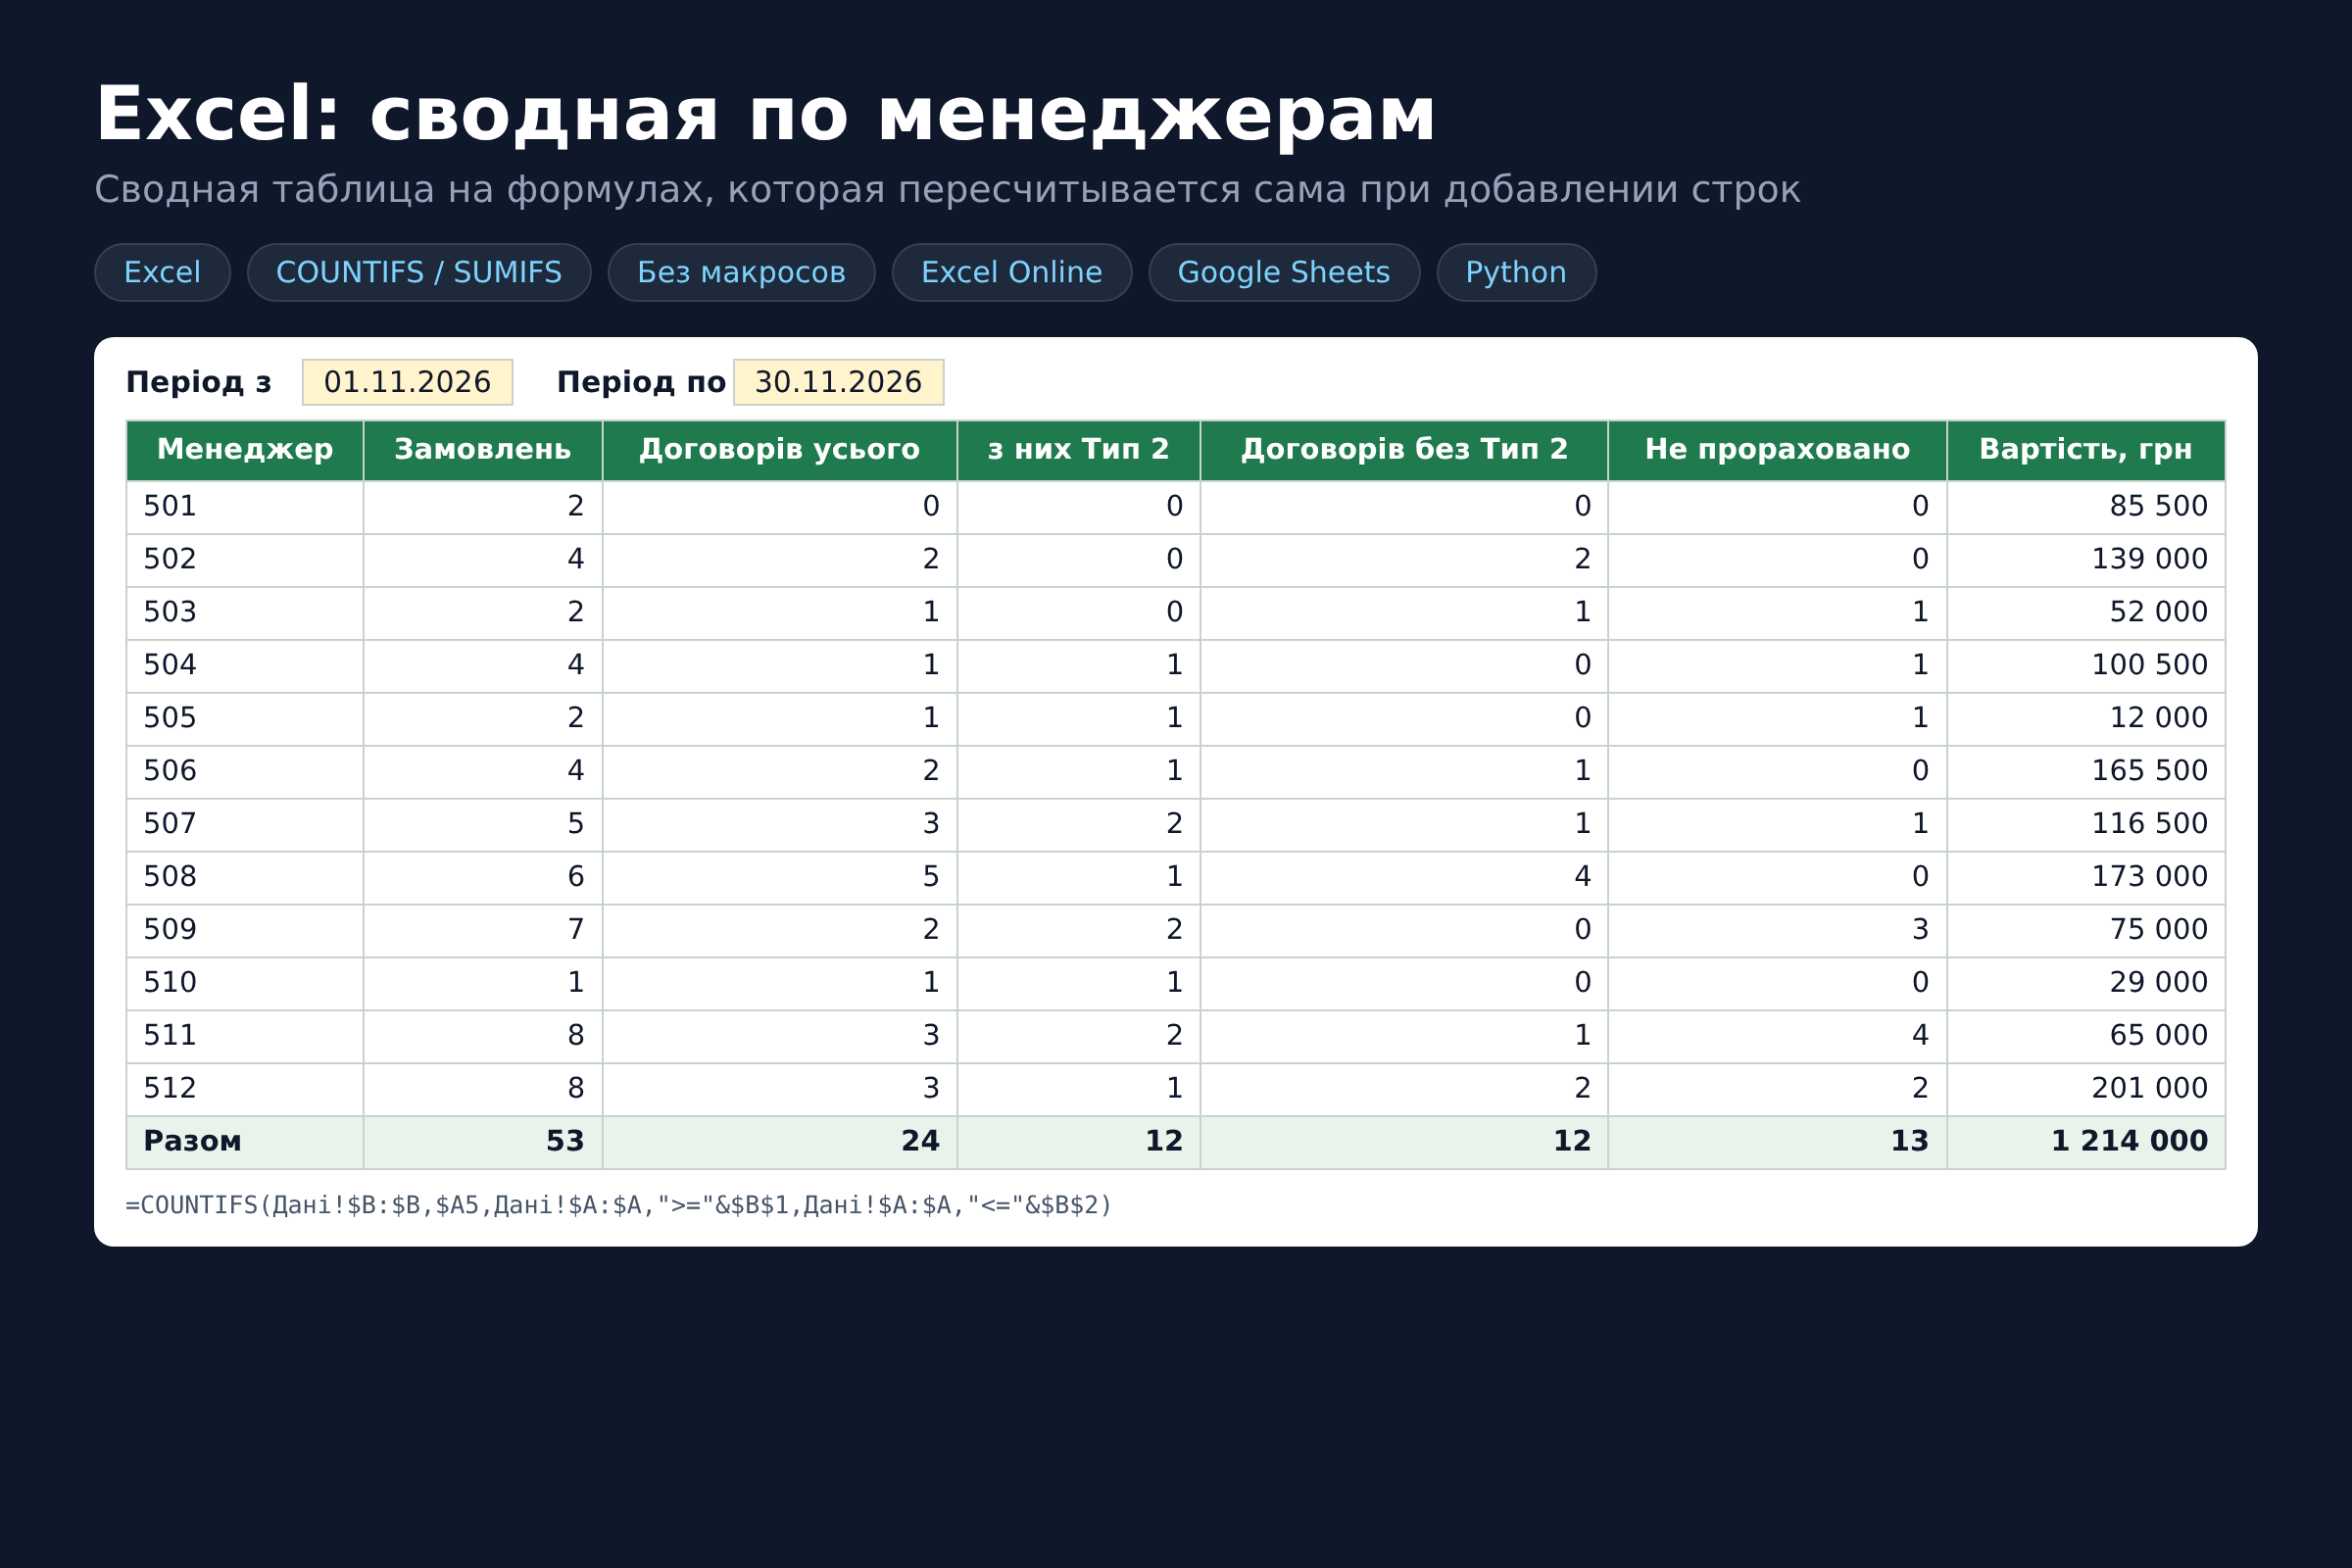 Excel: сводная по менеджерам
Сводная таблица на формулах, которая пересчитывается сама при добавлении строк
Excel COUNTIFS / SUMIFS Без макросов Excel Online Google Sheets Python
Період з 01.11.2026 Період по 30.11.2026
Менеджер Замовлень Договорів усього з них Тип 2 Договорів без Тип 2 Не прораховано Вартість, грн
501 2 0 0 0 0 85 500
502 4 2 0 2 0 139 000
503 2 1 0 1 1 52 000
504 4 1 1 0 1 100 500
505 2 1 1 0 1 12 000
506 4 2 1 1 0 165 500
507 5 3 2 1 1 116 500
508 6 5 1 4 0 173 000
509 7 2 2 0 3 75 000
510 1 1 1 0 0 29 000
511 8 3 2 1 4 65 000
512 8 3 1 2 2 201 000
Разом 53 24 12 12 13 1 214 000
=COUNTIFS(Дані!$B:$B,$A5,Дані!$A:$A,">="&$B$1,Дані!$A:$A,"<="&$B$2)